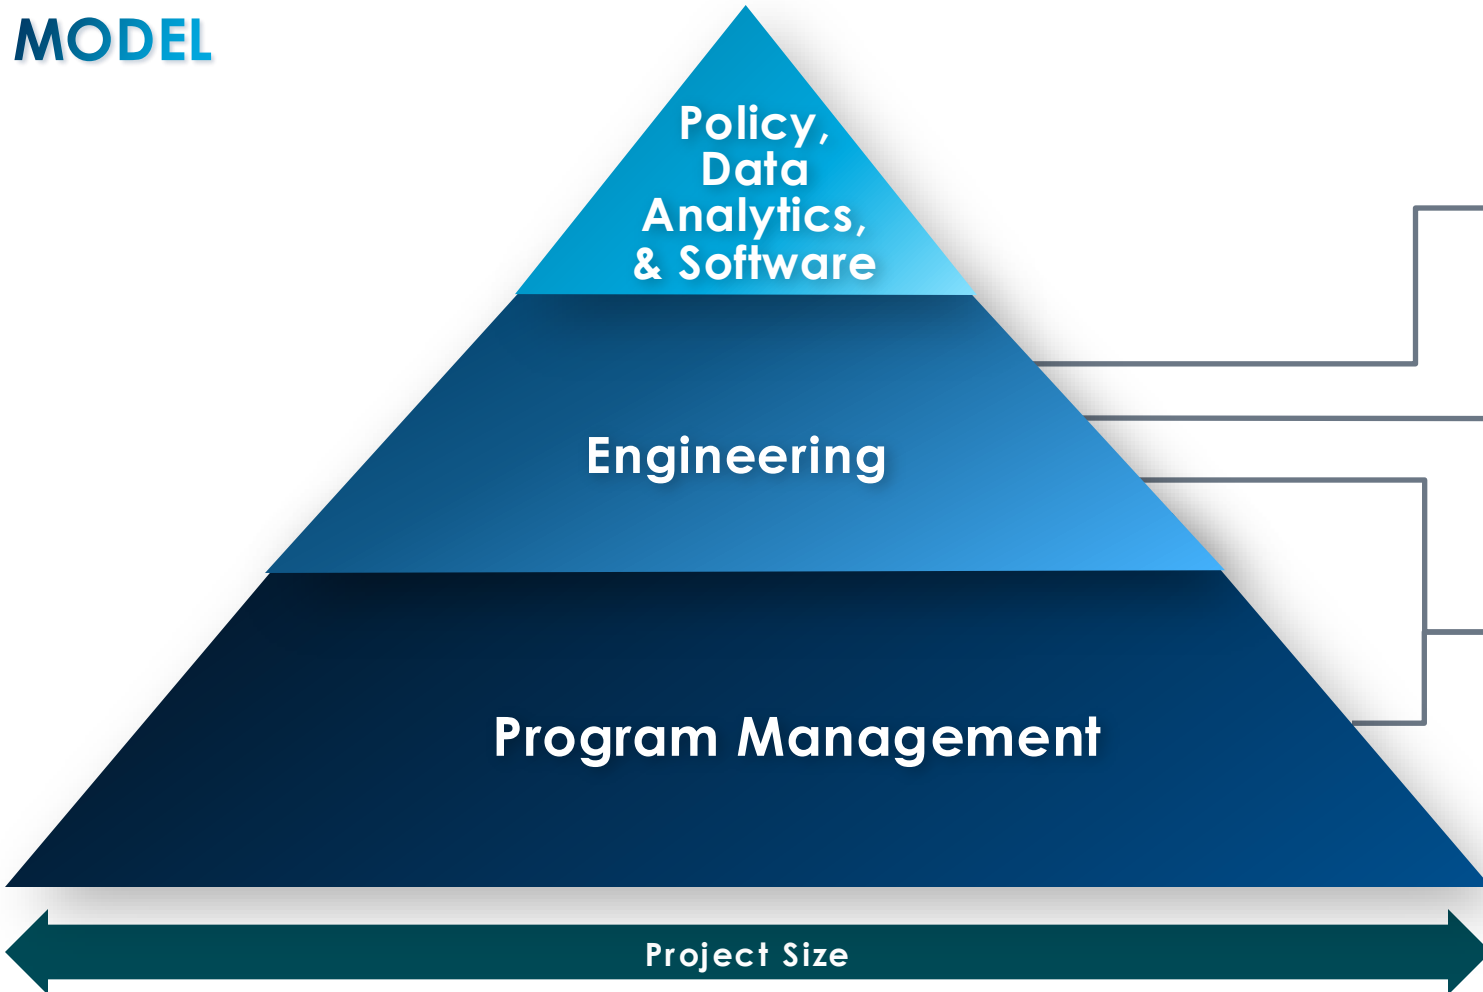 MODEL
Policy,
Data
Analytics,
& Software
Engineering
Program Management
Project Size